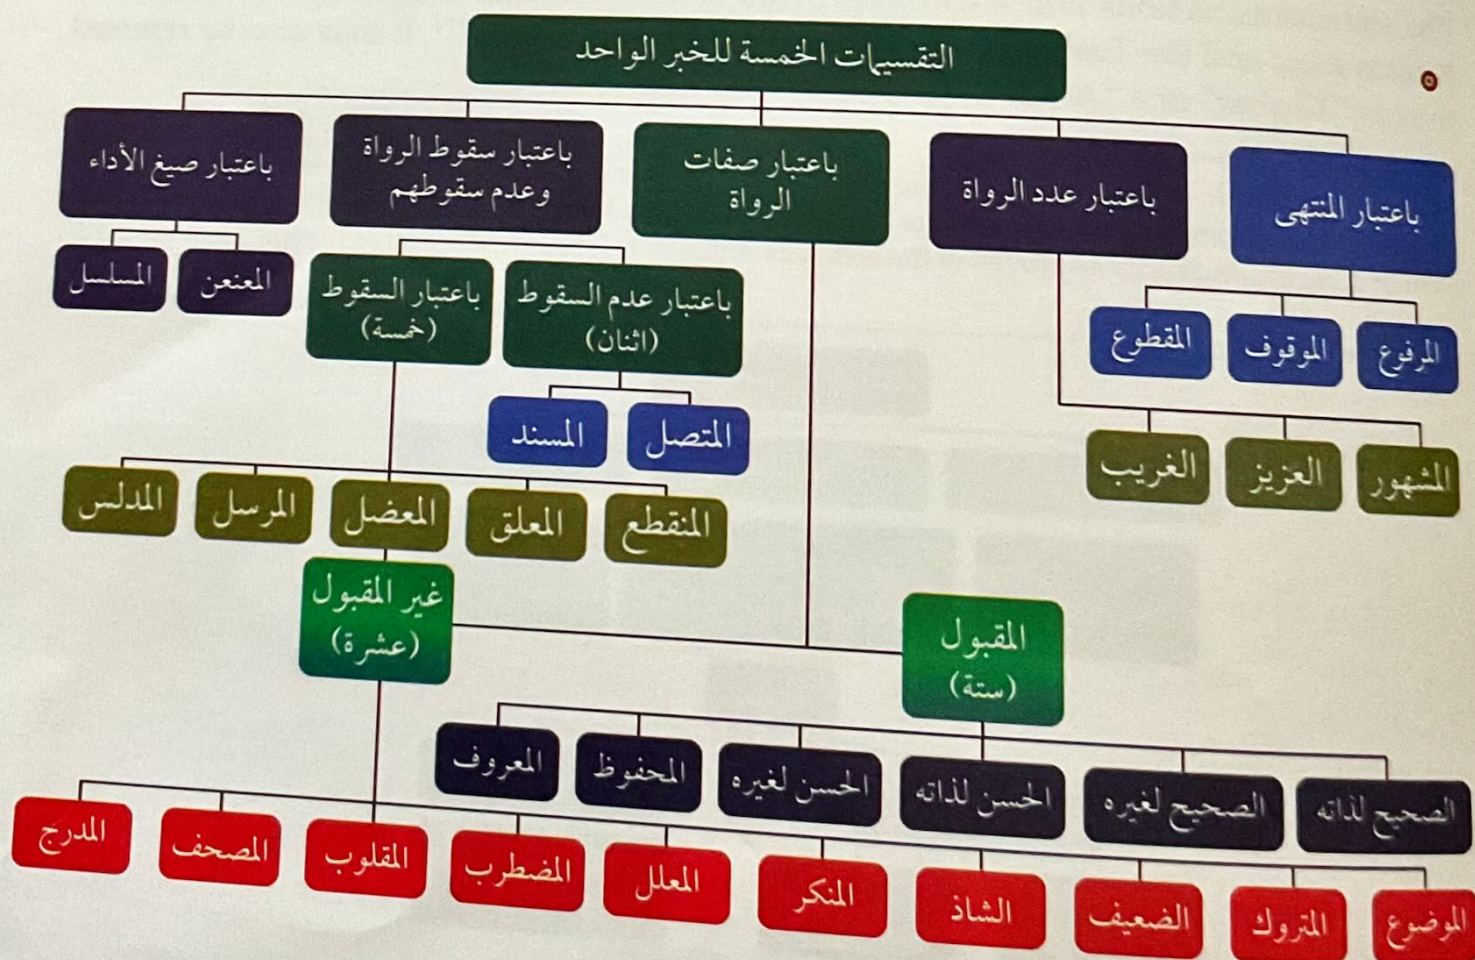 التقسيمات الخمسة للخبر الواحد
باعتبار المنتهى
باعتبار عدد الرواة
باعتبار صفات
الرواة
باعتبار سقوط الرواة
وعدم سقوطهم
باعتبار صيغ الأداء
المرفوع
الموقوف
المقطوع
المشهور
العزيز
الغريب
باعتبار عدم السقوط
(اثنان)
باعتبار السقوط
(خمسة)
المعنعن
المسلسل
المتصل
المسند
المنقطع
المعلق
المعضل
المرسل
المدلس
المقبول
(ستة)
غير المقبول
(عشرة)
الصحيح لذاته
الصحيح لغيره
الحسن لذاته
الحسن لغيره
المحفوظ
المعروف
الموضوع
المتروك
الضعيف
الشاذ
المنكر
المعلل
المضطرب
المقلوب
المصحف
المدرج